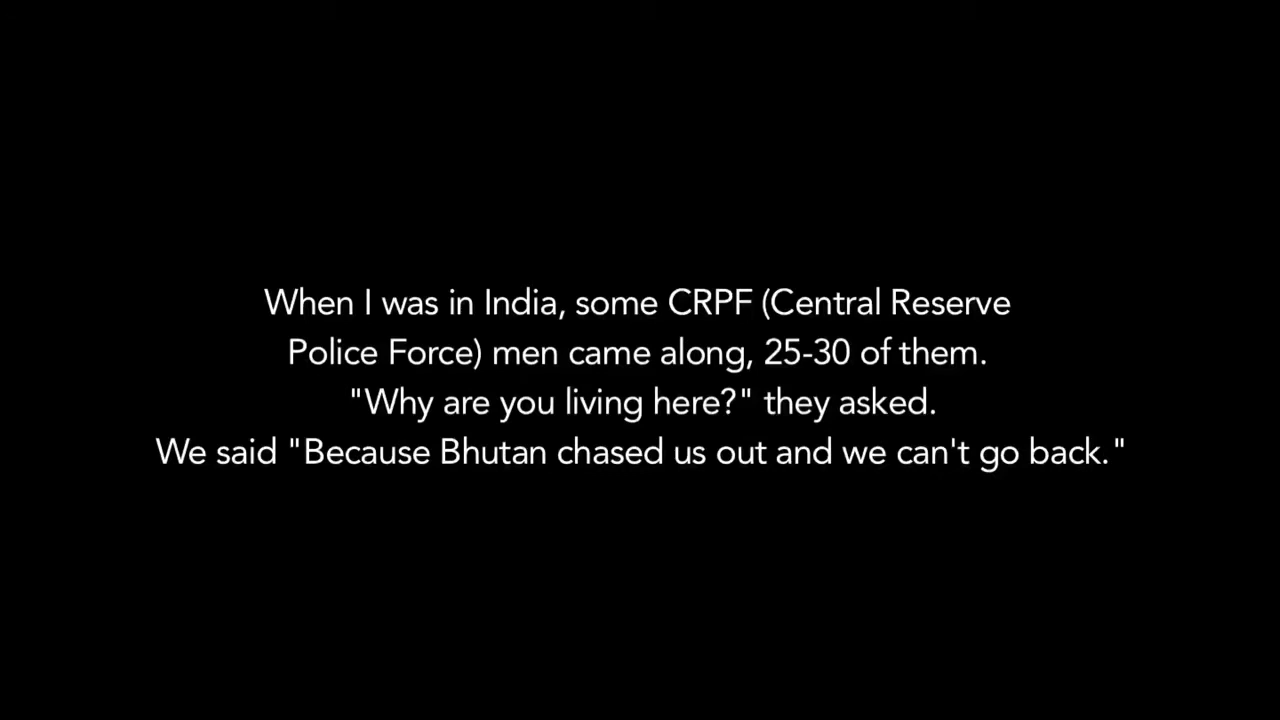 When I was in India, some CRPF (Central Reserve
Police Force) men came along, 25-30 of them.
"Why are you living here?" they asked.
We said "Because Bhutan chased us out and we can't go back."